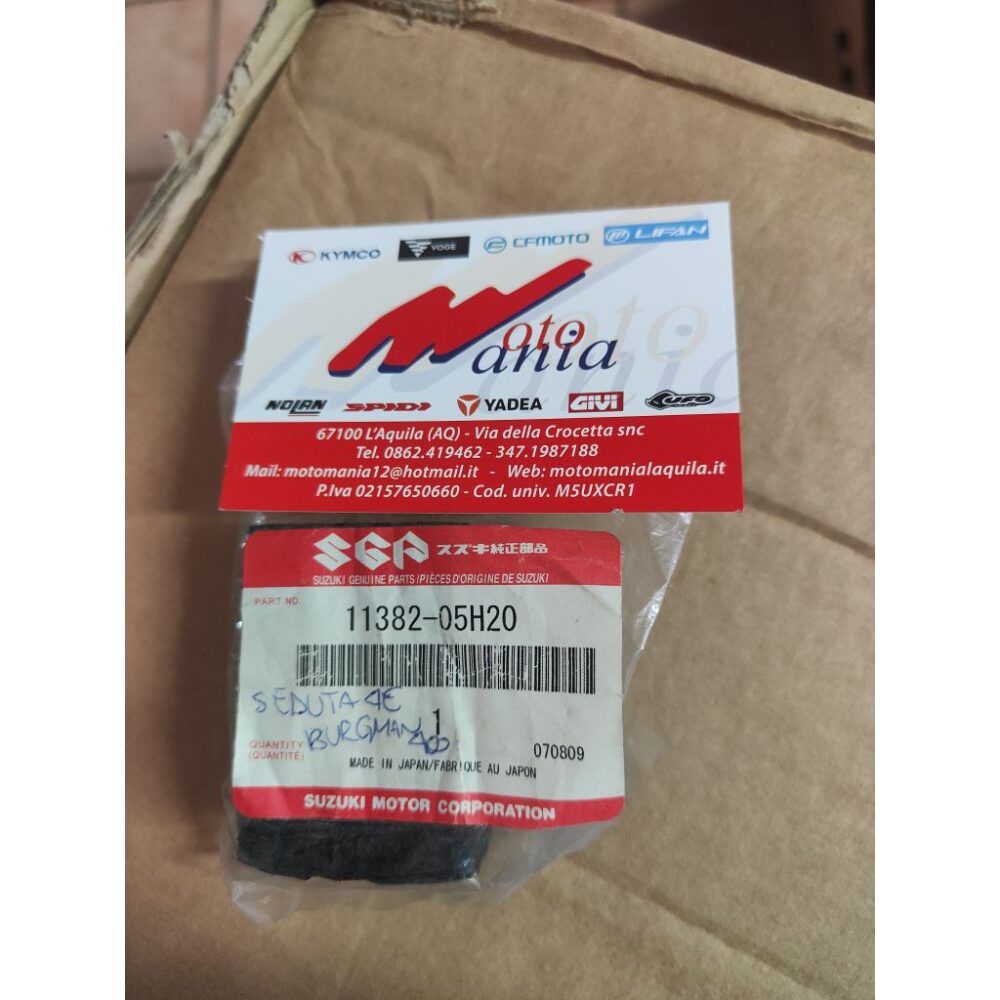 KYMCO VOGE CFMOTO LIFAN
Moto
Mania
NOLAN SPIDI YADEA GIVI UFO
67100 L'Aquila (AQ) - Via della Crocetta snc
Tel. 0862.419462 - 347.1987188
Mail: motomania12@hotmail.it - Web: motomanialaquila.it
P.Iva 02157650660 - Cod. univ. M5UXCR1
SGP スズキ純正部品
SUZUKI GENUINE PARTS/PIÈCES D'ORIGINE DE SUZUKI
PART NO.
11382-05H20
SEDUTA
BURGMAN 400
1
QUANTITY
(QUANTITÉ)
070809
MADE IN JAPAN/FABRIQUE AU JAPON
SUZUKI MOTOR CORPORATION